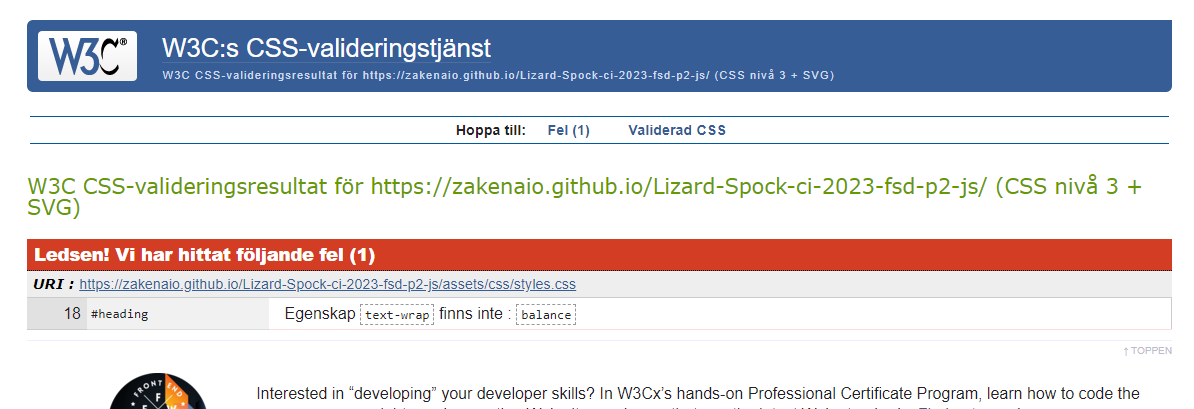 W3C®
W3C:s CSS-valideringstjänst
W3C CSS-valideringsresultat för https://zakenaio.github.io/Lizard-Spock-ci-2023-fsd-p2-js/ (CSS nivå 3 + SVG)
Hoppa till: Fel (1) Validerad CSS
W3C CSS-valideringsresultat för https://zakenaio.github.io/Lizard-Spock-ci-2023-fsd-p2-js/ (CSS nivå 3 +
SVG)
Ledsen! Vi har hittat följande fel (1)
URI : https://zakenaio.github.io/Lizard-Spock-ci-2023-fsd-p2-js/assets/css/styles.css
18 #heading Egenskap text-wrap finns inte : balance
↑ TOPPEN
FRONT END
Interested in “developing” your developer skills? In W3Cx’s hands-on Professional Certificate Program, learn how to code the